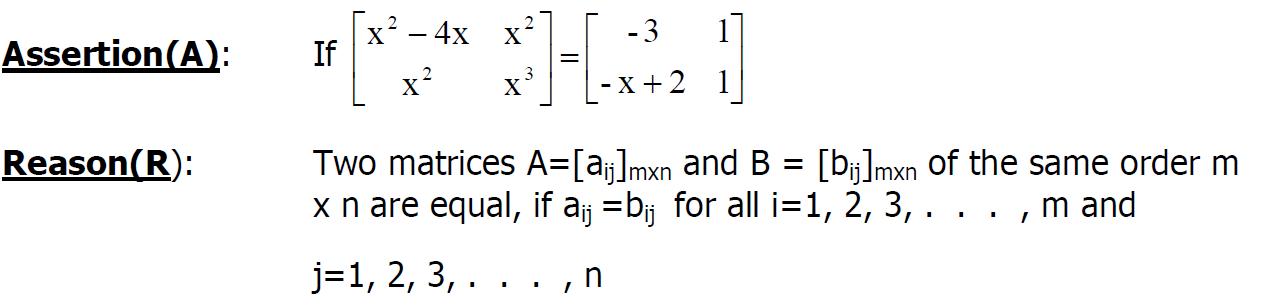 Assertion(A): If [x² – 4x x² x² x³] = [- 3 1 - x + 2 1]
Reason(R): Two matrices A=[aij]mxn and B = [bij]mxn of the same order m
x n are equal, if aij =bij for all i=1, 2, 3, . . . , m and
j=1, 2, 3, . . . , n